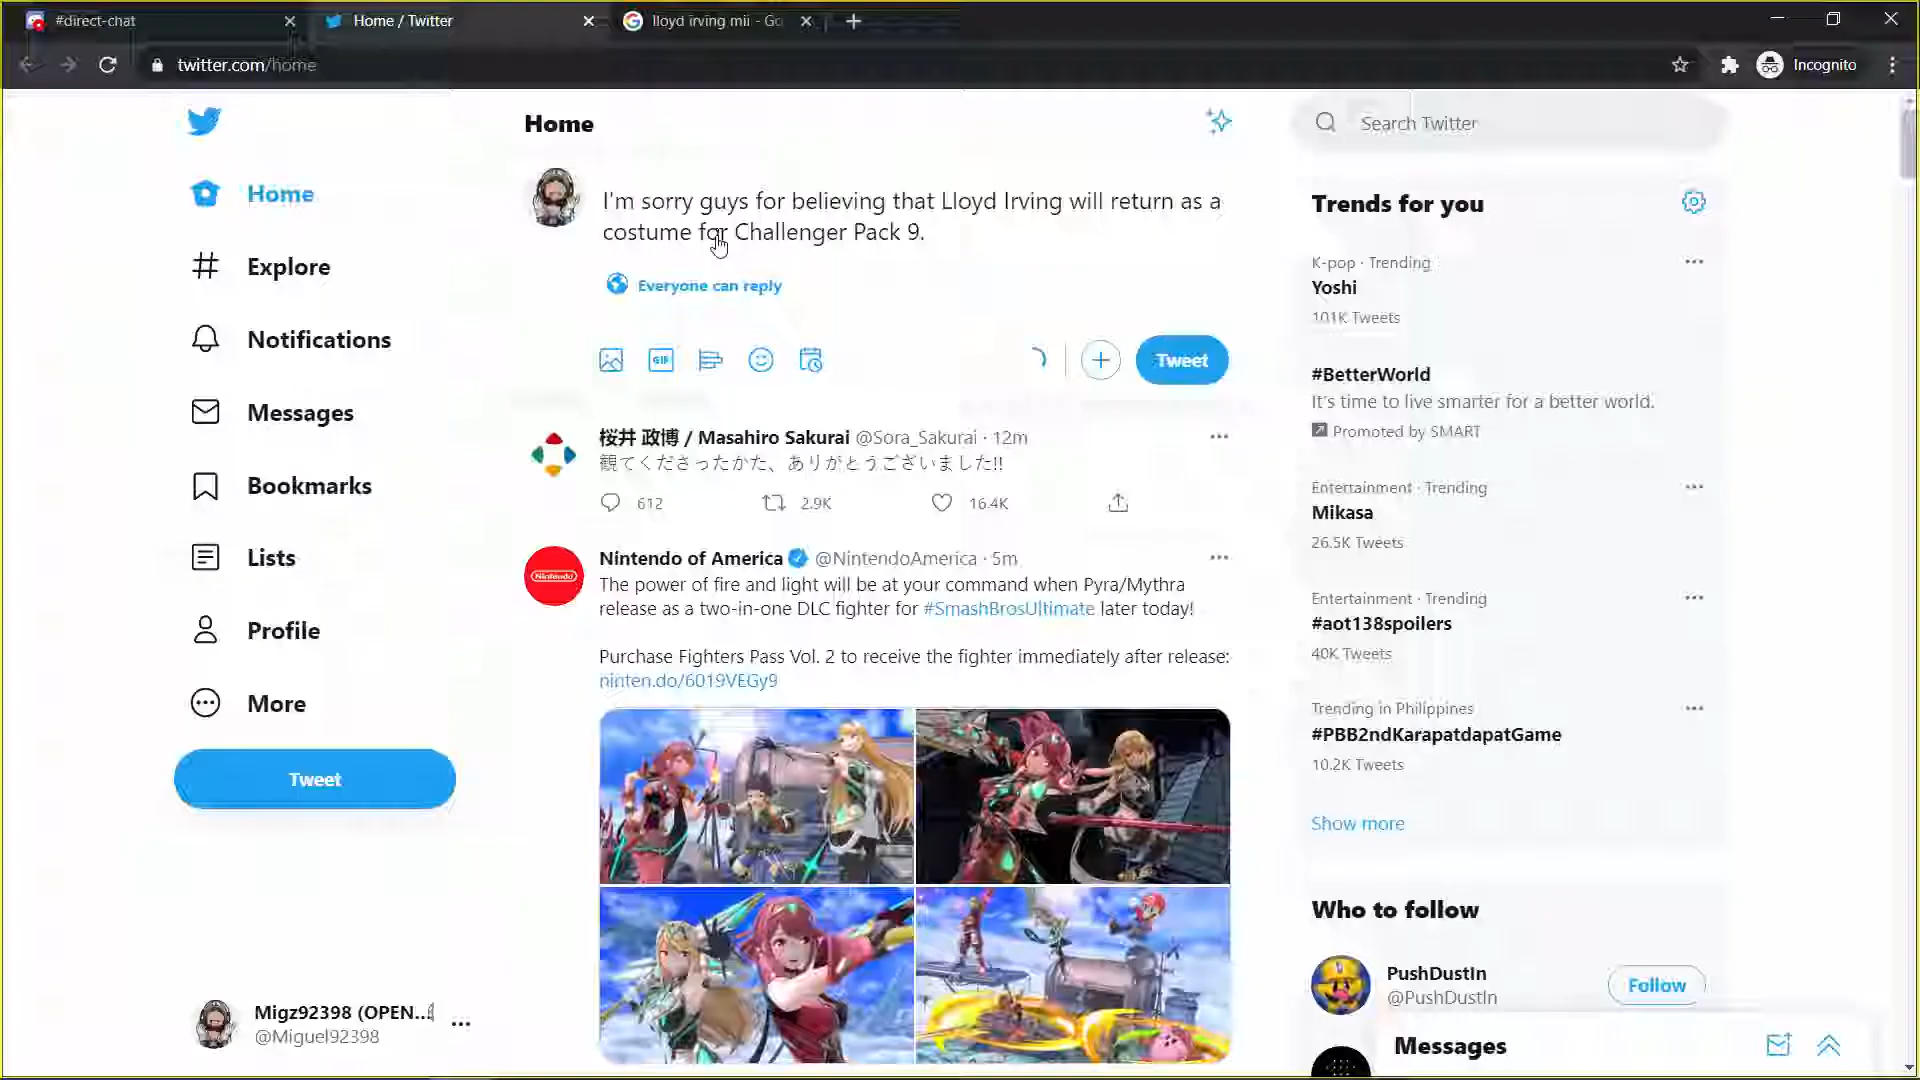 #direct-chat
Home / Twitter
lloyd irving mii - Go
twitter.com/home
Incognito
Home
Explore
Notifications
Messages
Bookmarks
Lists
Profile
More
Tweet
Migz92398 (OPEN...
@Miguel92398
Home
I'm sorry guys for believing that Lloyd Irving will return as a
costume for Challenger Pack 9.
Everyone can reply
GIF
Tweet
桜井 政博 / Masahiro Sakurai @Sora_Sakurai · 12m
観てくださったかた、ありがとうございました!!
612 2.9K 16.4K
Nintendo
Nintendo of America @NintendoAmerica · 5m
The power of fire and light will be at your command when Pyra/Mythra
release as a two-in-one DLC fighter for #SmashBrosUltimate later today!
Purchase Fighters Pass Vol. 2 to receive the fighter immediately after release:
ninten.do/6019VEGy9
Search Twitter
Trends for you
K-pop · Trending
Yoshi
101K Tweets
#BetterWorld
It's time to live smarter for a better world.
Promoted by SMART
Entertainment · Trending
Mikasa
26.5K Tweets
Entertainment · Trending
#aot138spoilers
40K Tweets
Trending in Philippines
#PBB2ndKarapatdapatGame
10.2K Tweets
Show more
Who to follow
PushDustIn
@PushDustIn
Follow
Messages